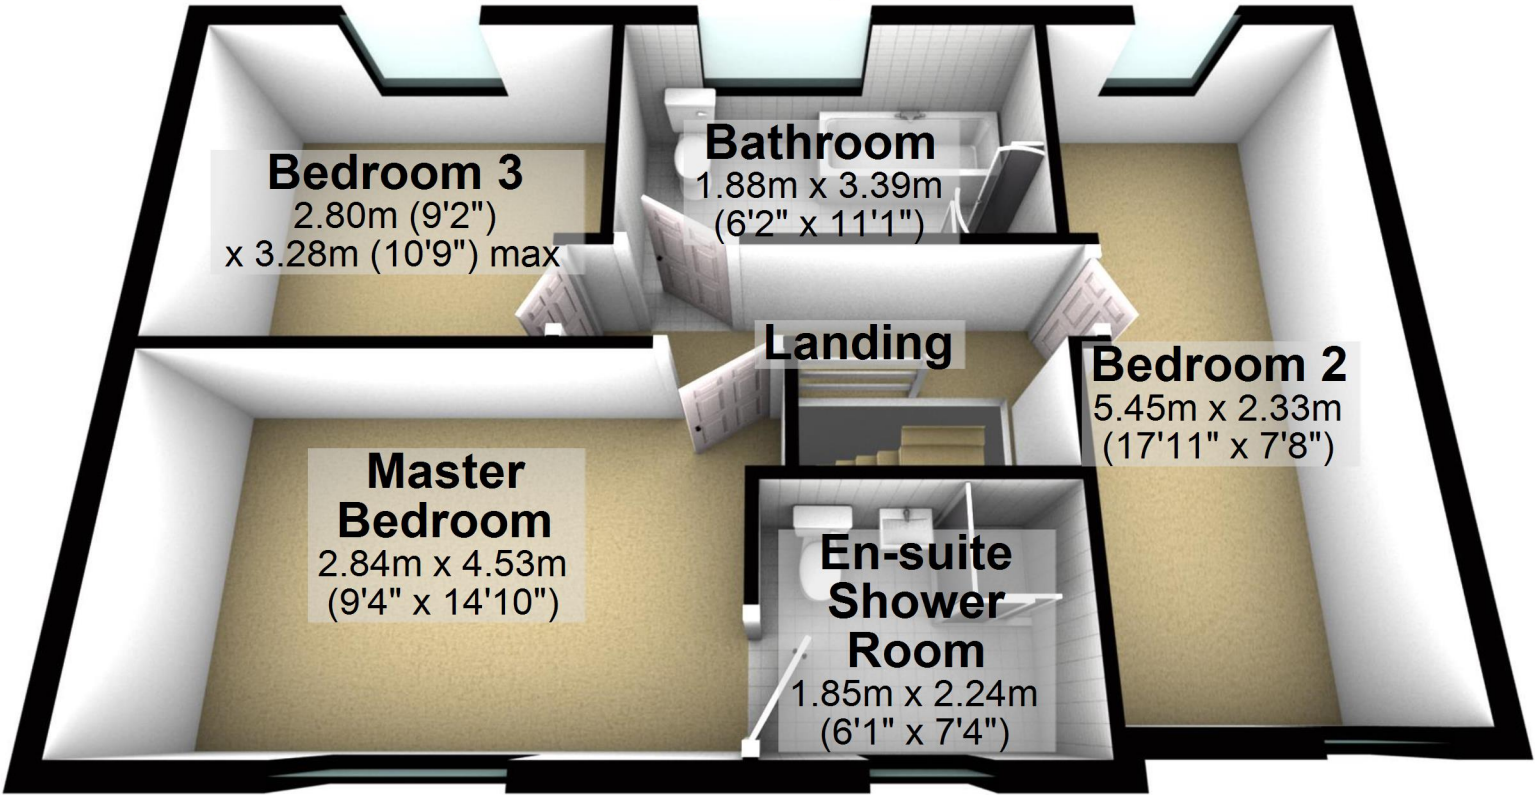 Bedroom 3
2.80m (9'2")
x 3.28m (10'9") max
Bathroom
1.88m x 3.39m
(6'2" x 11'1")
Landing
Bedroom 2
5.45m x 2.33m
(17'11" x 7'8")
Master
Bedroom
2.84m x 4.53m
(9'4" x 14'10")
En-suite
Shower
Room
1.85m x 2.24m
(6'1" x 7'4")